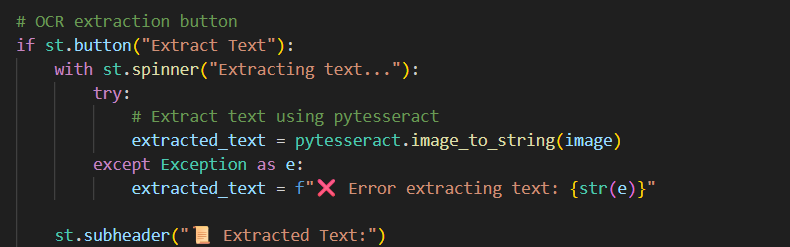 # OCR extraction button
if st.button("Extract Text"):
    with st.spinner("Extracting text..."):
        try:
            # Extract text using pytesseract
            extracted_text = pytesseract.image_to_string(image)
        except Exception as e:
            extracted_text = f"❌ Error extracting text: {str(e)}"

    st.subheader("📜 Extracted Text:")